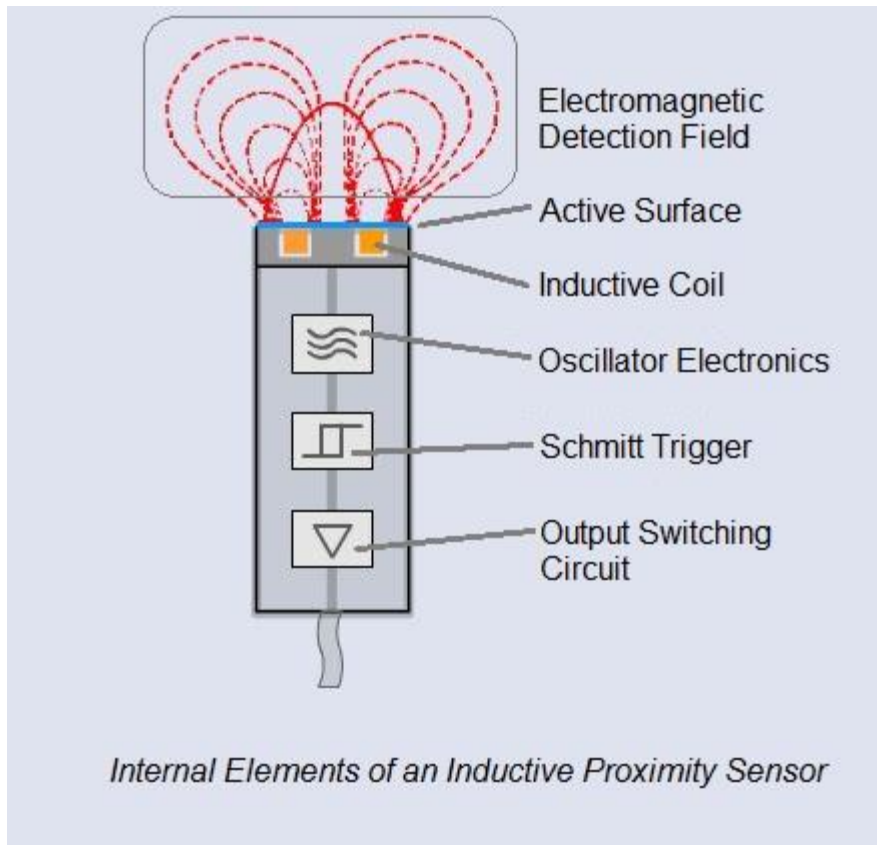 Electromagnetic
Detection Field
Active Surface
Inductive Coil
Oscillator Electronics
Schmitt Trigger
Output Switching
Circuit
Internal Elements of an Inductive Proximity Sensor